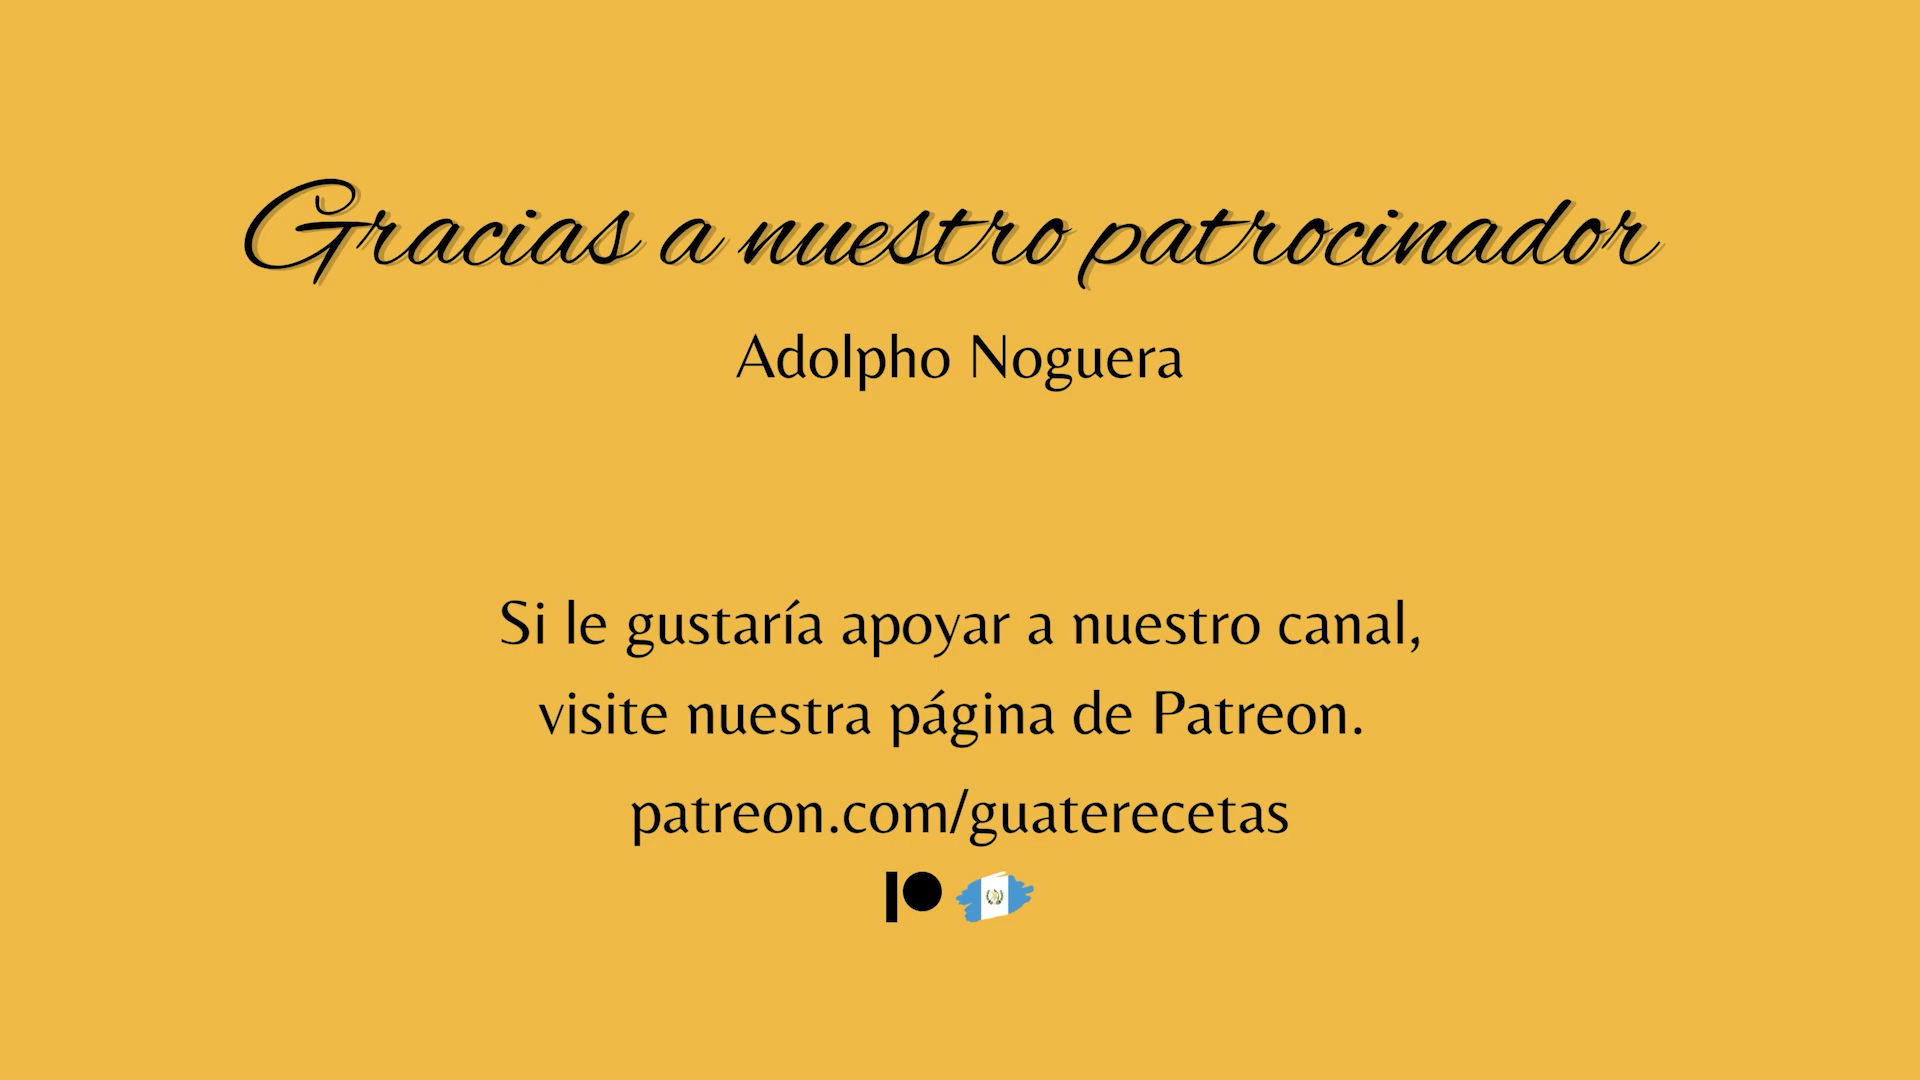 Gracias a nuestro patrocinador
Adolpho Noguera
Si le gustaría apoyar a nuestro canal,
visite nuestra página de Patreon.
patreon.com/guaterecetas